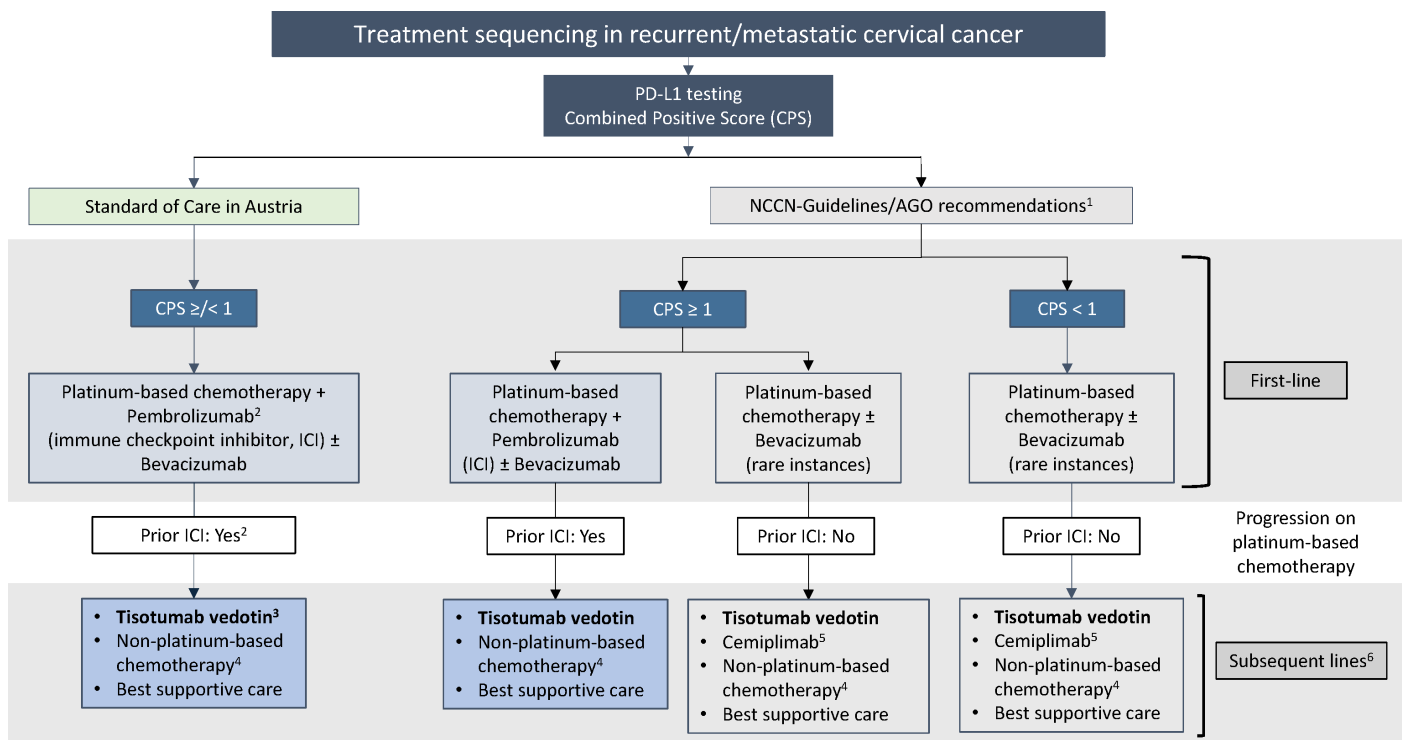 Treatment sequencing in recurrent/metastatic cervical cancer
PD-L1 testing
Combined Positive Score (CPS)
Standard of Care in Austria
NCCN-Guidelines/AGO recommendations¹
CPS ≥/< 1
CPS ≥ 1
CPS < 1
Platinum-based chemotherapy +
Pembrolizumab²
(immune checkpoint inhibitor, ICI) ±
Bevacizumab
Platinum-based
chemotherapy +
Pembrolizumab
(ICI) ± Bevacizumab
Platinum-based
chemotherapy ±
Bevacizumab
(rare instances)
Platinum-based
chemotherapy ±
Bevacizumab
(rare instances)
First-line
Prior ICI: Yes²
Prior ICI: Yes
Prior ICI: No
Prior ICI: No
Progression on
platinum-based
chemotherapy
• Tisotumab vedotin³
• Non-platinum-based
chemotherapy⁴
• Best supportive care
• Tisotumab vedotin
• Non-platinum-based
chemotherapy⁴
• Best supportive care
• Tisotumab vedotin
• Cemiplimab⁵
• Non-platinum-based
chemotherapy⁴
• Best supportive care
• Tisotumab vedotin
• Cemiplimab⁵
• Non-platinum-based
chemotherapy⁴
• Best supportive care
Subsequent lines⁶